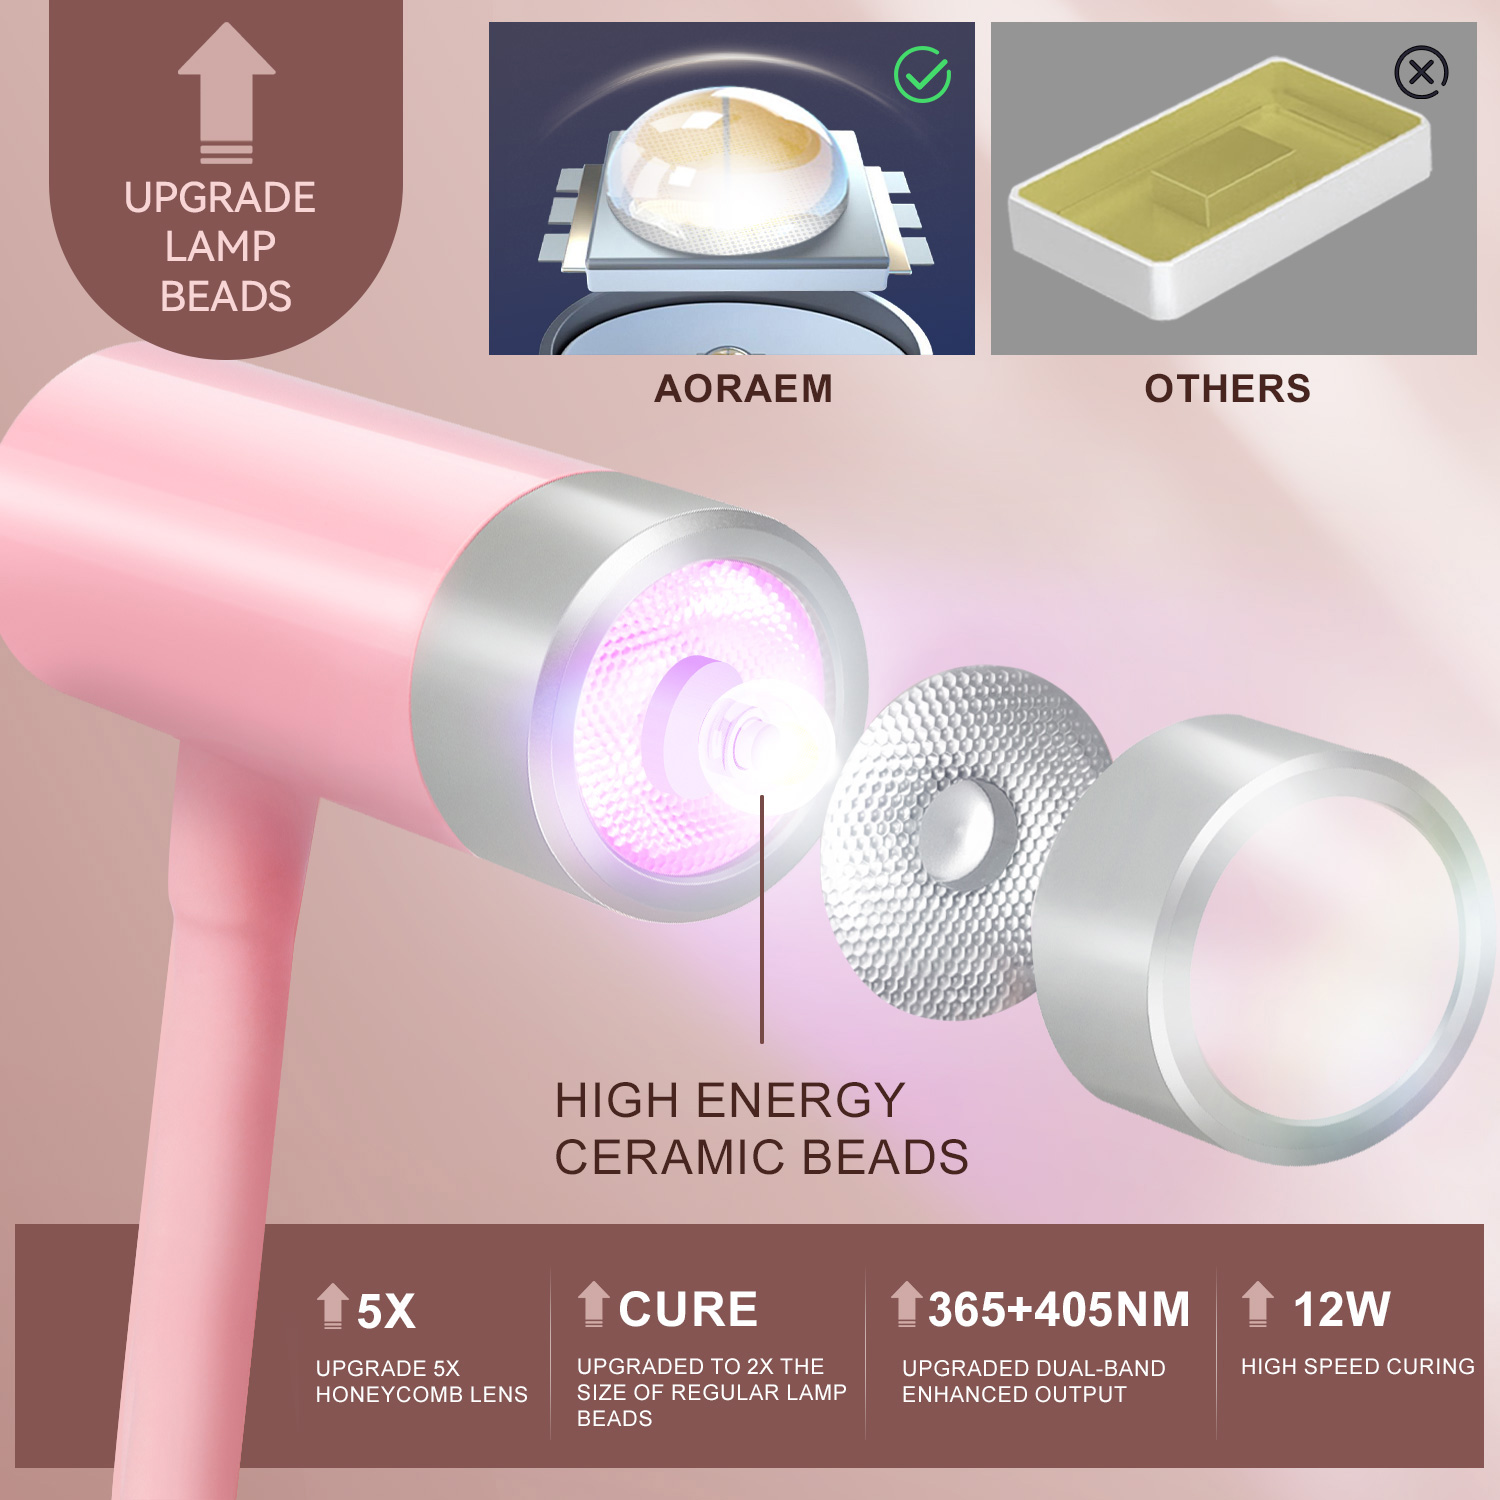 UPGRADE
LAMP
BEADS
AORAEM
OTHERS
HIGH ENERGY
CERAMIC BEADS
5X
UPGRADE 5X
HONEYCOMB LENS
CURE
UPGRADED TO 2X THE
SIZE OF REGULAR LAMP
BEADS
365+405NM
UPGRADED DUAL-BAND
ENHANCED OUTPUT
12W
HIGH SPEED CURING